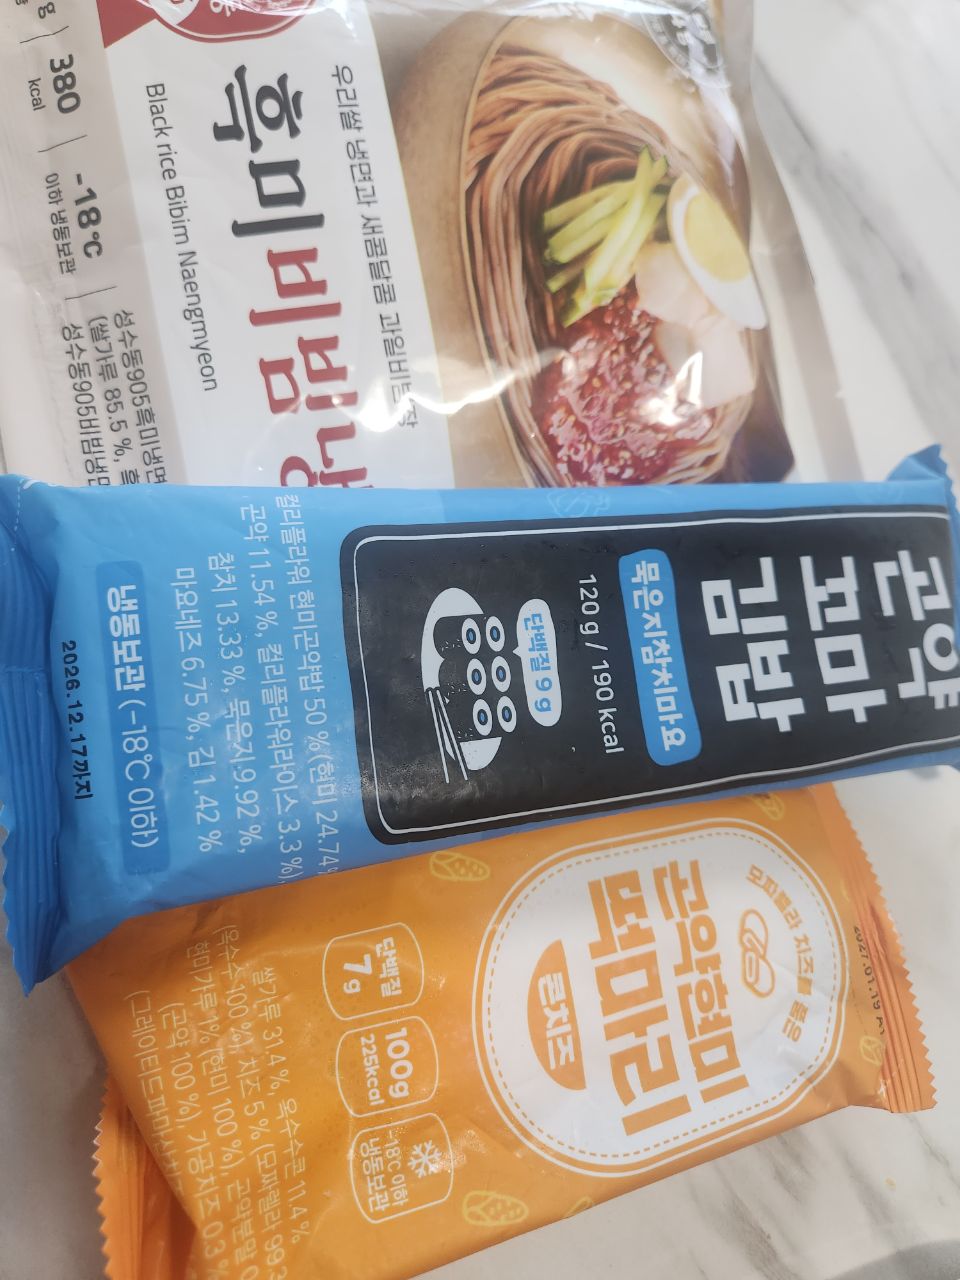 380
kcal
-18℃
이하 냉동보관
우리쌀 냉면과 새콤달콤 과일비빔장
흑미비빔냉
Black rice Bibim Naengmyeon
성수동905흑미냉면
(쌀가루 85.5 %, 흑
성수동905비빔냉면
곤약
꼬마
김밥
묵은지참치마요
120 g / 190 kcal
단백질 9 g
컬리플라워 현미곤약밥 50 % (현미 24.74%
곤약 11.54 %, 컬리플라워라이스 3.3 %),
참치 13.33 %, 묵은지 9.92 %,
마요네즈 6.75 %, 김 1.42 %
냉동보관 (-18℃ 이하)
2026.12.17까지
모짜렐라 치즈를 품은
곤약현미
떡마리
콘치즈
단백질
7g
100g
225kcal
-18℃ 이하
냉동보관
쌀가루 31.4 %, 옥수수콘 11.4 %
(옥수수 100 %), 치즈 5 % (모짜렐라 99.3
현미가루 1% (현미 100 %), 곤약분말 0
(곤약 100 %), 가공치즈 0.3 %
2027.01.19